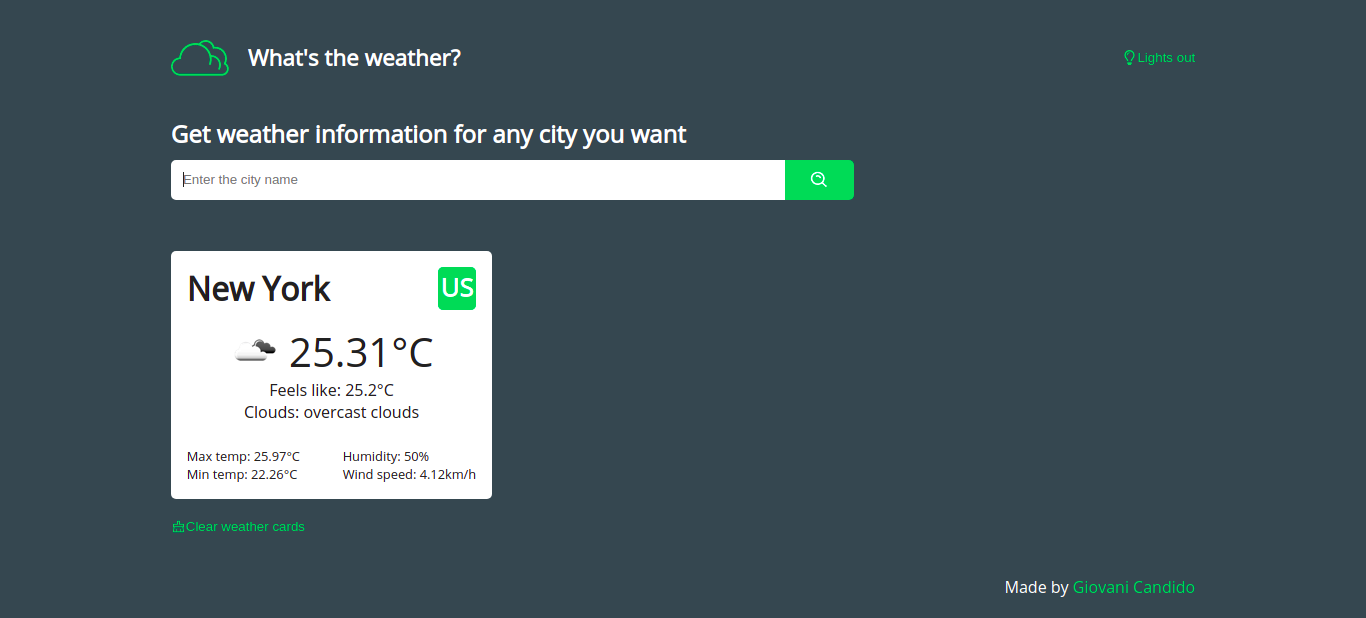 What's the weather?
Lights out
Get weather information for any city you want
Enter the city name
New York
US
25.31°C
Feels like: 25.2°C
Clouds: overcast clouds
Max temp: 25.97°C
Humidity: 50%
Min temp: 22.26°C
Wind speed: 4.12km/h
Clear weather cards
Made by Giovani Candido